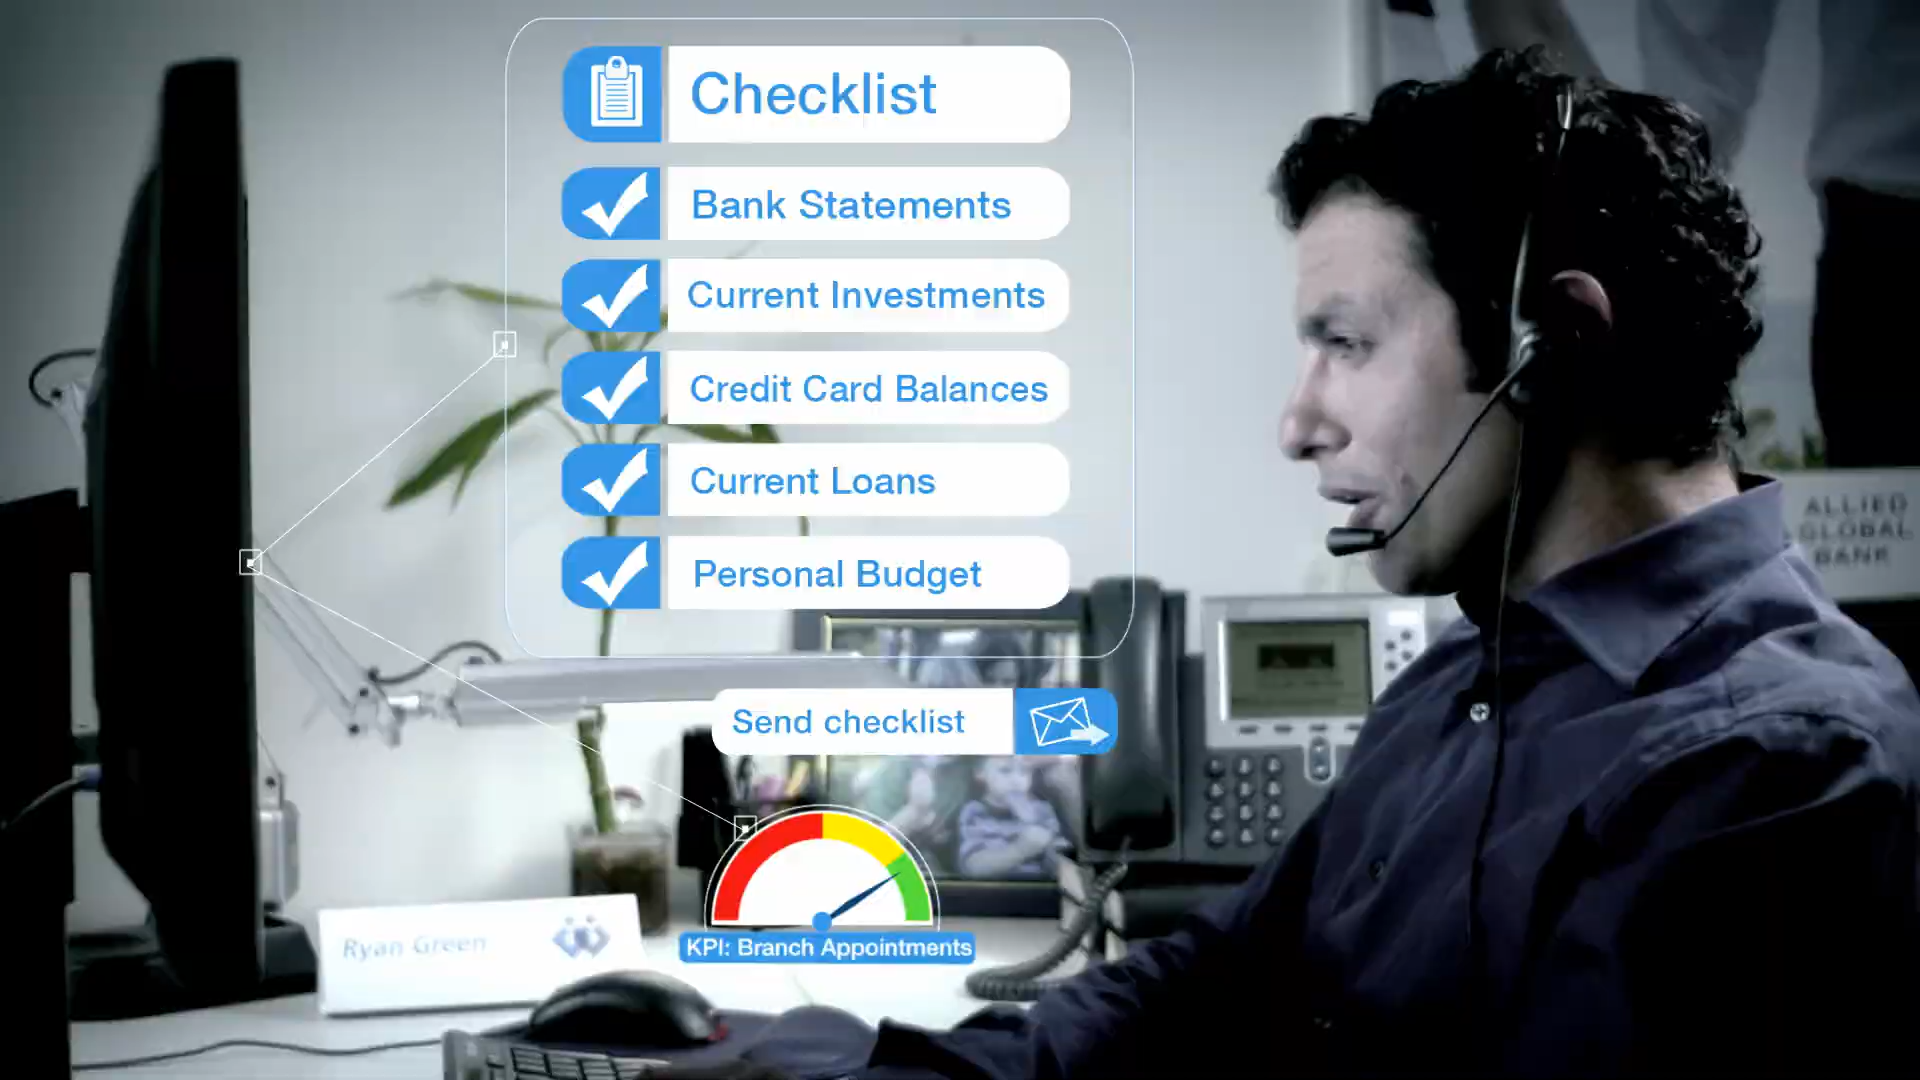 Checklist
Bank Statements
Current Investments
Credit Card Balances
Current Loans
Personal Budget
ALLIED
GLOBAL
BANK
Send checklist
KPI: Branch Appointments
Ryan Green